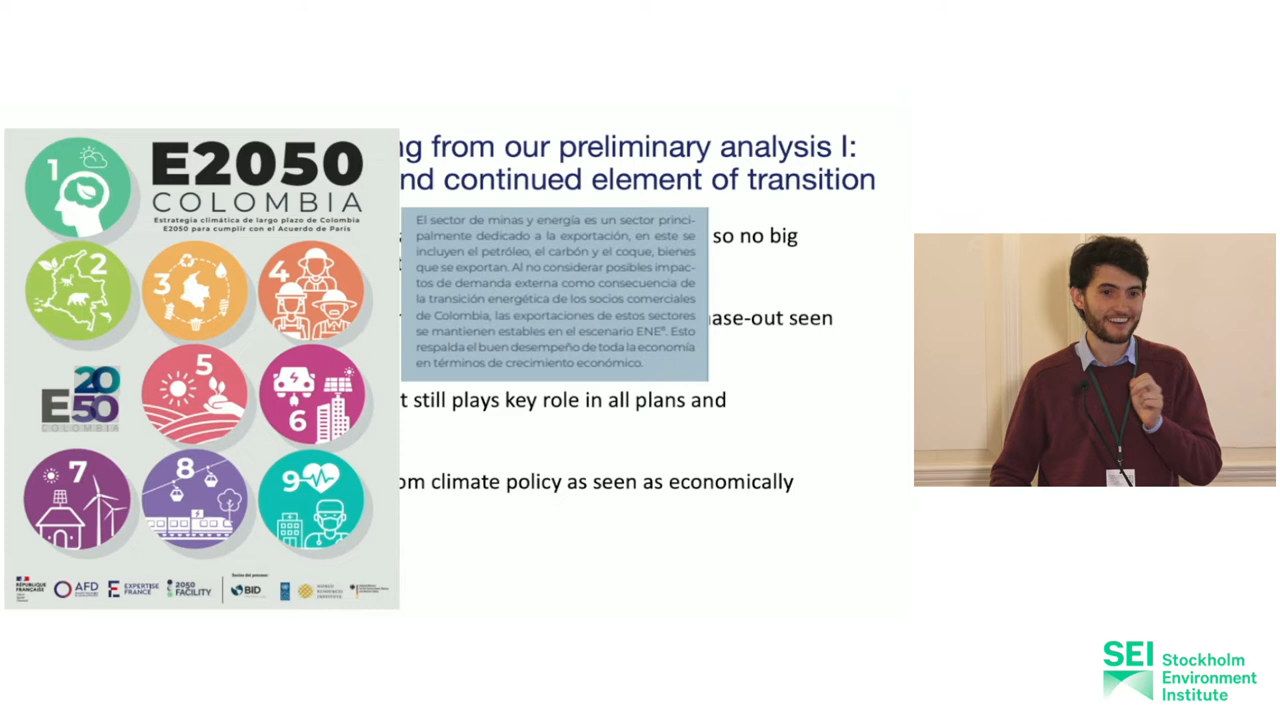 ng from our preliminary analysis I:
nd continued element of transition
1
E2050
COLOMBIA
Estrategia climática de largo plazo de Colombia
E2050 para cumplir con el Acuerdo de París
2
3
4
El sector de minas y energía es un sector princi-
palmente dedicado a la exportación, en este se
incluyen el petróleo, el carbón y el coque, bienes
que se exportan. Al no considerar posibles impac-
tos de demanda externa como consecuencia de
la transición energética de los socios comerciales
de Colombia, las exportaciones de estos sectores
se mantienen estables en el escenario ENE⁸. Esto
respalda el buen desempeño de toda la economía
en términos de crecimiento económico.
so no big
ase-out seen
t still plays key role in all plans and
om climate policy as seen as economically
E2050
COLOMBIA
5
6
7
8
9
RÉPUBLIQUE
FRANÇAISE
AFD
EXPERTISE
FRANCE
2050
FACILITY
Socios del proceso:
BID
SEI Stockholm
Environment
Institute